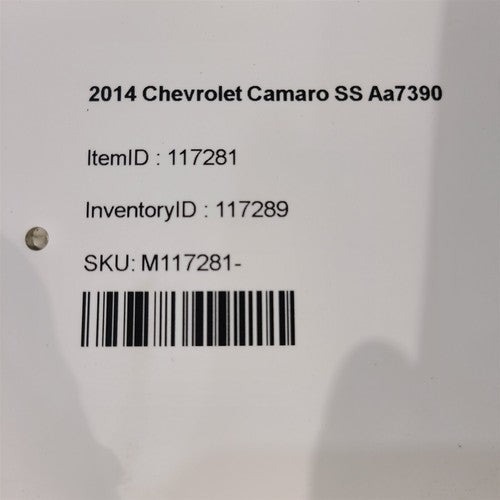 2014 Chevrolet Camaro SS Aa7390
ItemID : 117281
InventoryID : 117289
SKU: M117281-